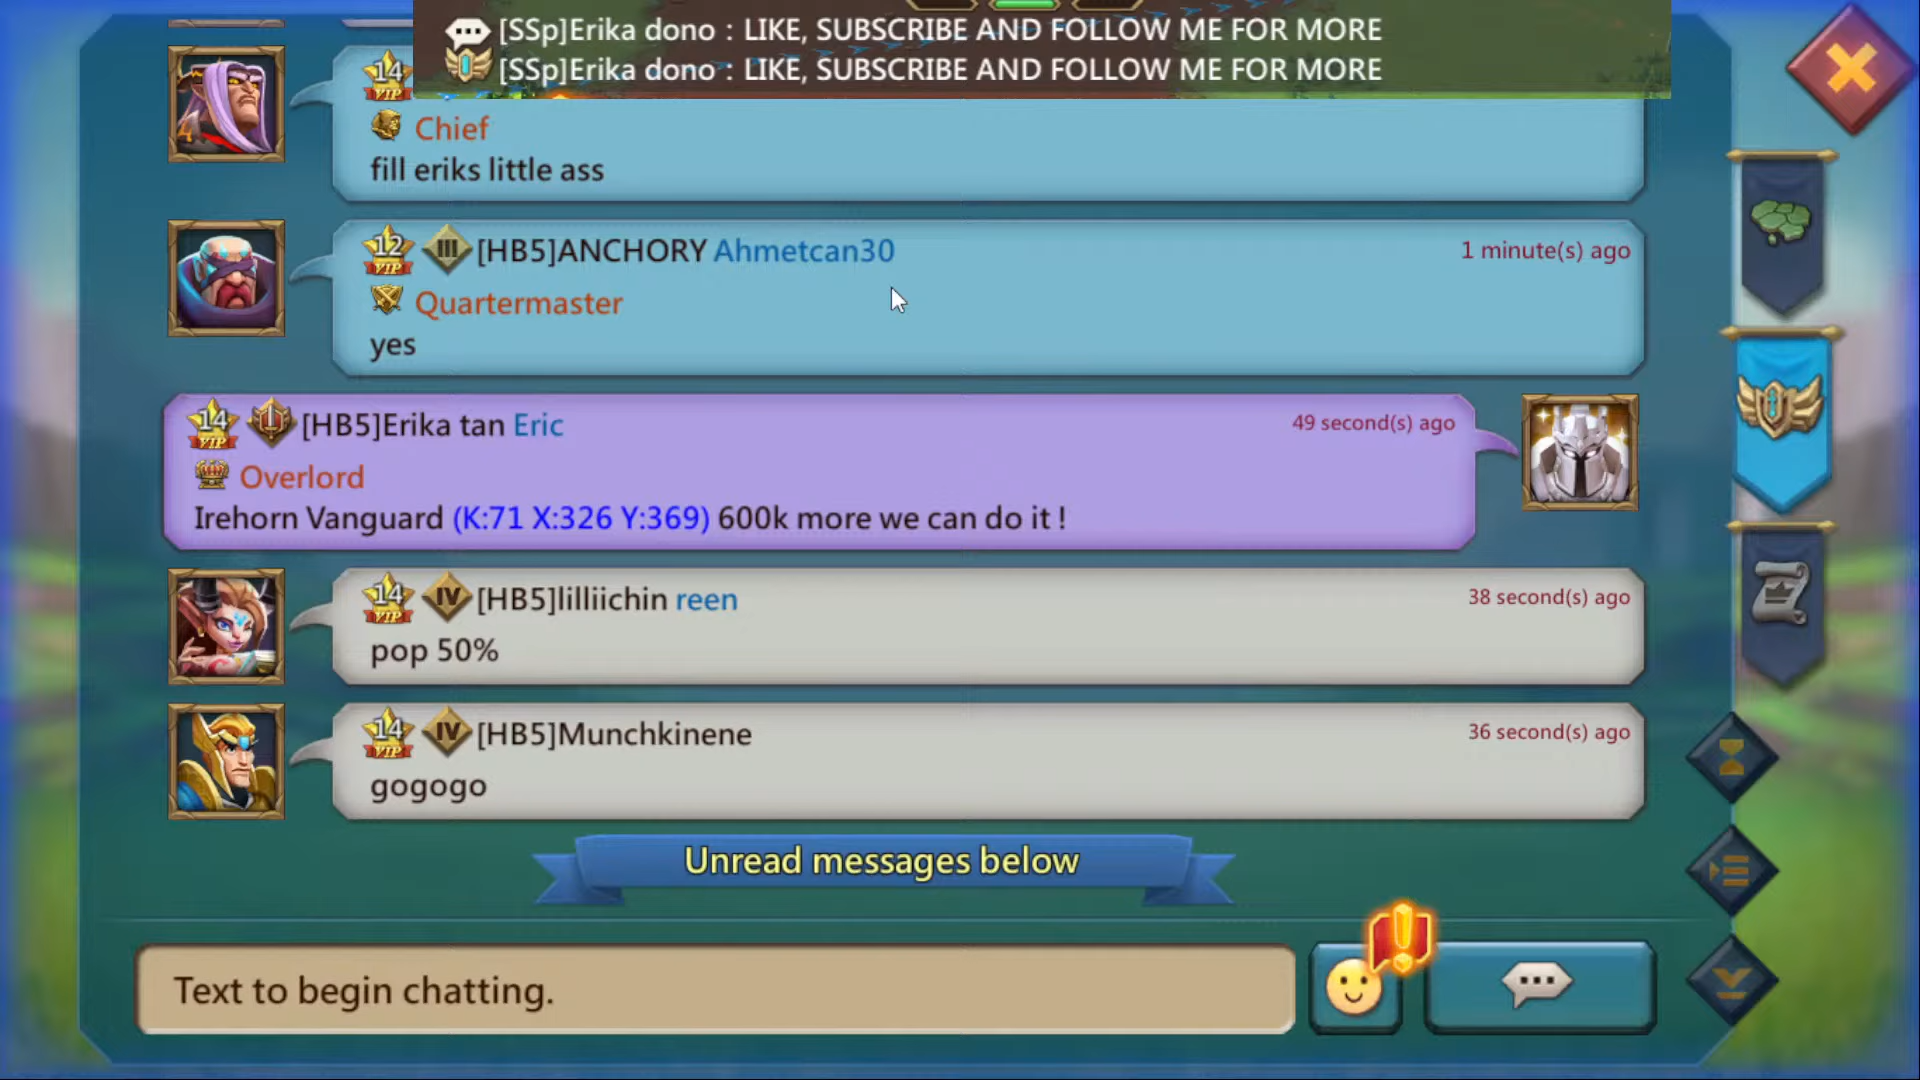 [SSp]Erika dono : LIKE, SUBSCRIBE AND FOLLOW ME FOR MORE
[SSp]Erika dono : LIKE, SUBSCRIBE AND FOLLOW ME FOR MORE
14
VIP
Chief
fill eriks little ass
12
VIP
III
[HB5]ANCHORY Ahmetcan30
1 minute(s) ago
Quartermaster
yes
14
VIP
[HB5]Erika tan Eric
49 second(s) ago
Overlord
Irehorn Vanguard (K:71 X:326 Y:369) 600k more we can do it !
14
VIP
IV
[HB5]lilliichin reen
38 second(s) ago
pop 50%
14
VIP
IV
[HB5]Munchkinene
36 second(s) ago
gogogo
Unread messages below
Text to begin chatting.